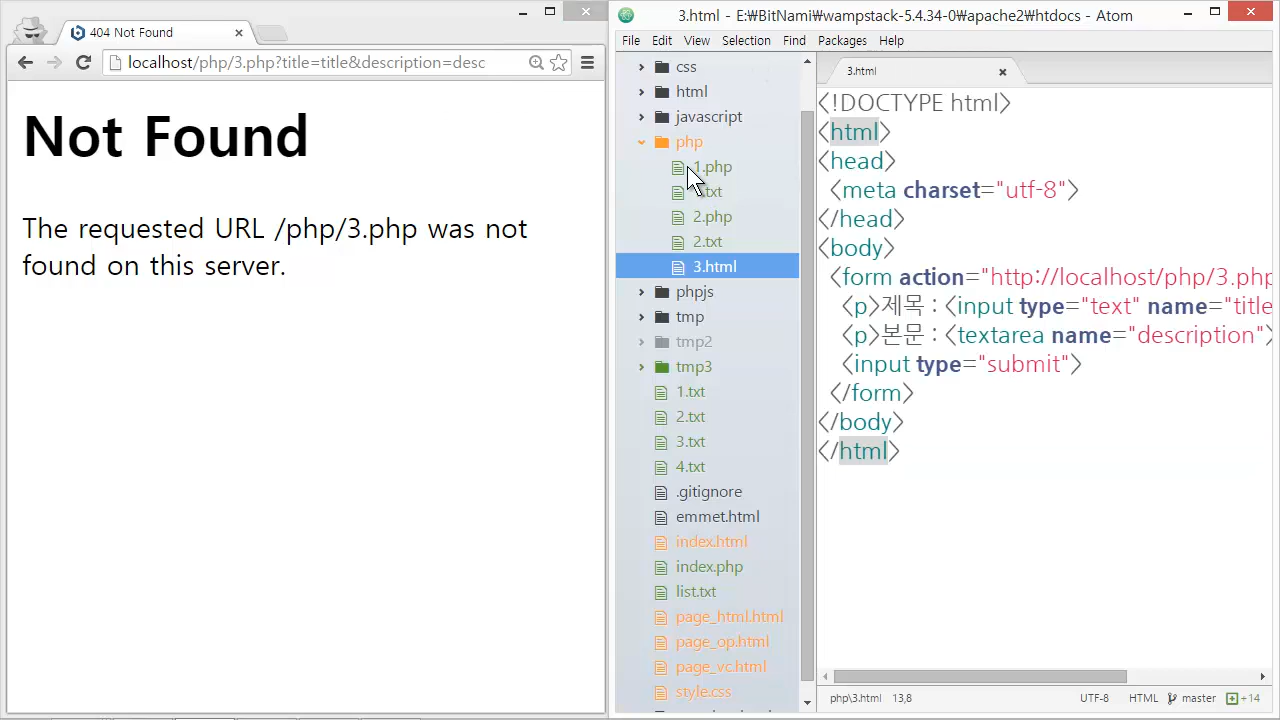 404 Not Found
localhost/php/3.php?title=title&description=desc
Not Found
The requested URL /php/3.php was not
found on this server.
3.html - E:₩BitNami₩wampstack-5.4.34-0₩apache2₩htdocs - Atom
File Edit View Selection Find Packages Help
css
html
javascript
php
1.php
.txt
2.php
2.txt
3.html
phpjs
tmp
tmp2
tmp3
1.txt
2.txt
3.txt
4.txt
.gitignore
emmet.html
index.html
index.php
list.txt
page_html.html
page_op.html
page_vc.html
style.css
3.html
<!DOCTYPE html>
<html>
<head>
<meta charset="utf-8">
</head>
<body>
<form action="http://localhost/php/3.php
<p>제목 : <input type="text" name="title
<p>본문 : <textarea name="description">
<input type="submit">
</form>
</body>
</html>
php\3.html 13,8 UTF-8 HTML master +14